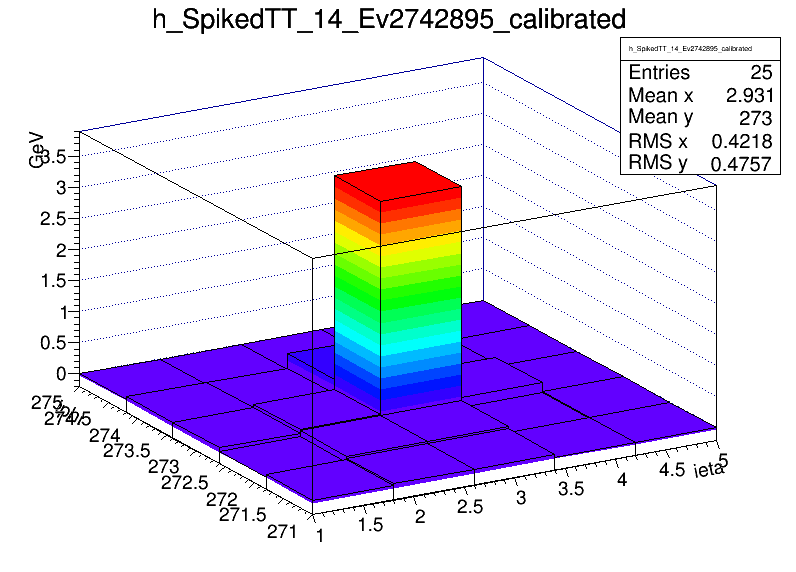 h_SpikedTT_14_Ev2742895_calibrated
h_SpikedTT_14_Ev2742895_calibrated
Entries 25
Mean x 2.931
Mean y 273
RMS x 0.4218
RMS y 0.4757
GeV
3.5
3
2.5
2
1.5
1
0.5
0
275
274.5
274
273.5
273
272.5
272
271.5
271
1
1.5
2
2.5
3
3.5
4
4.5
5
ieta